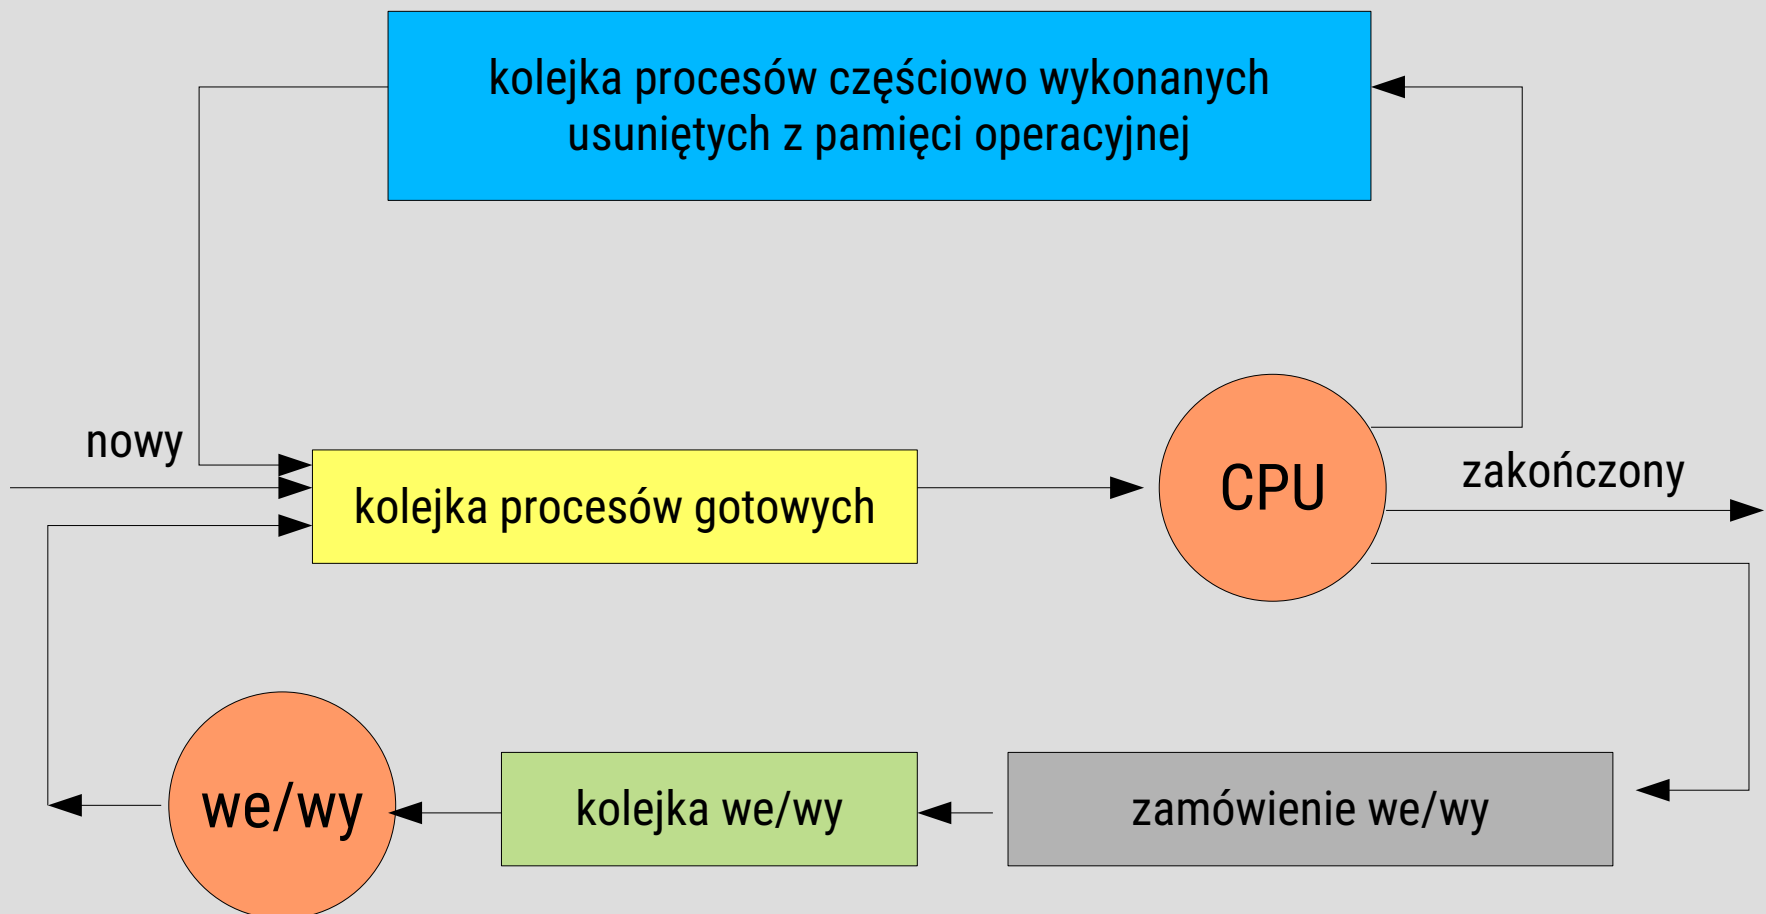 kolejka procesów częściowo wykonanych
usuniętych z pamięci operacyjnej
nowy
kolejka procesów gotowych
CPU
zakończony
we/wy
kolejka we/wy
zamówienie we/wy